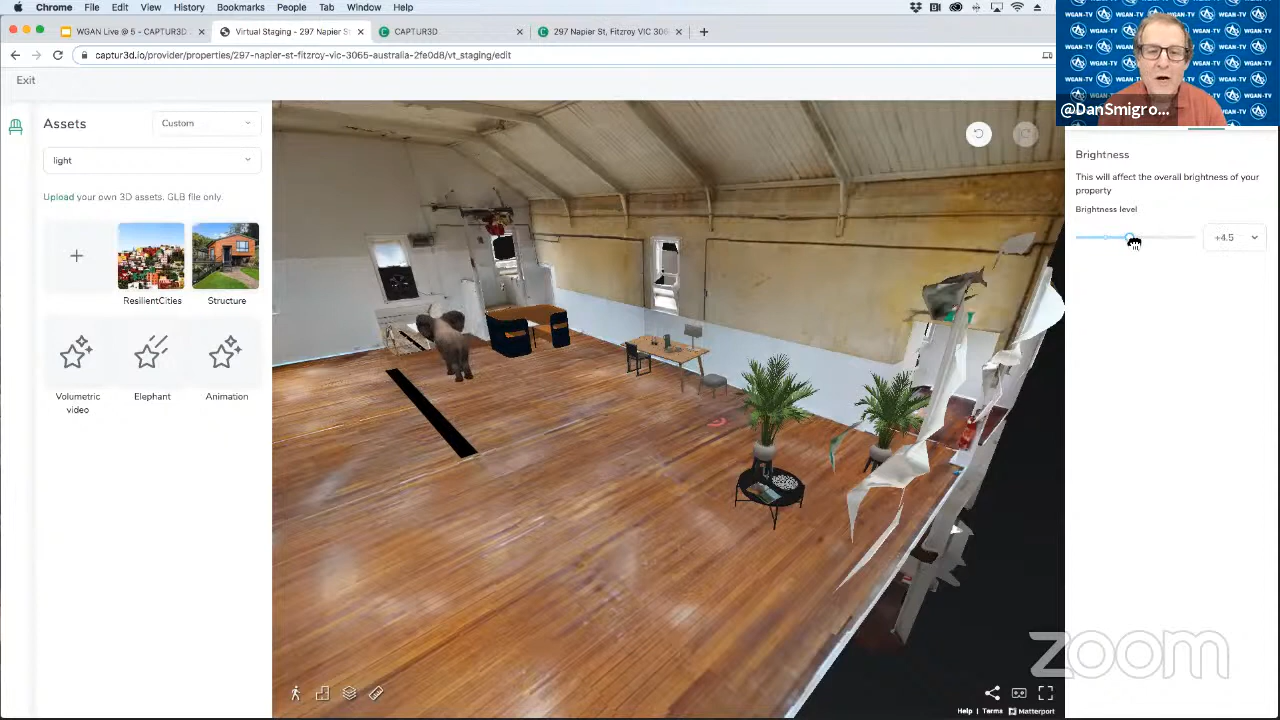 Chrome File Edit View History Bookmarks People Tab Window Help
WGAN Live @ 5 - CAPTUR3D
Virtual Staging - 297 Napier S
CAPTUR3D
297 Napier St, Fitzroy VIC 306
captur3d.io/provider/properties/297-napier-st-fitzroy-vic-3065-australia-2fe0d8/vt_staging/edit
WGAN-TV
@DanSmigro...
Exit
Assets
Custom
light
Upload your own 3D assets. GLB file only.
ResilientCities
Structure
Volumetric
video
Elephant
Animation
Brightness
This will affect the overall brightness of your
property
Brightness level
+4.5
zoom
Help | Terms
Matterport